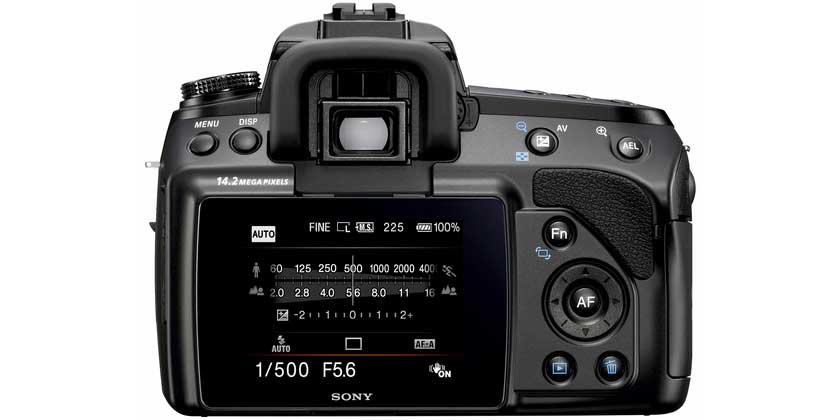 MENU DISP
AV
AEL
14.2 MEGA PIXELS
AUTO FINE L M.S. 225 100%
Fn
60 125 250 500 1000 2000 400
2.0 2.8 4.0 5.6 8.0 11 16
-2 1 0 1 2+
AF
AUTO AF-A
1/500 F5.6 ON
SONY